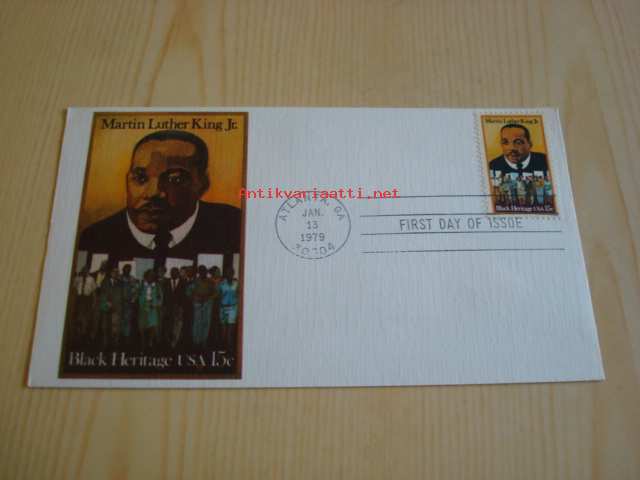 Martin Luther King Jr.
Black Heritage USA 15c
Antikvariaatti.net
ATLANTA, GA
JAN.
13
1979
30304
FIRST DAY OF ISSUE
Martin Luther King Jr.
Black Heritage USA 15c